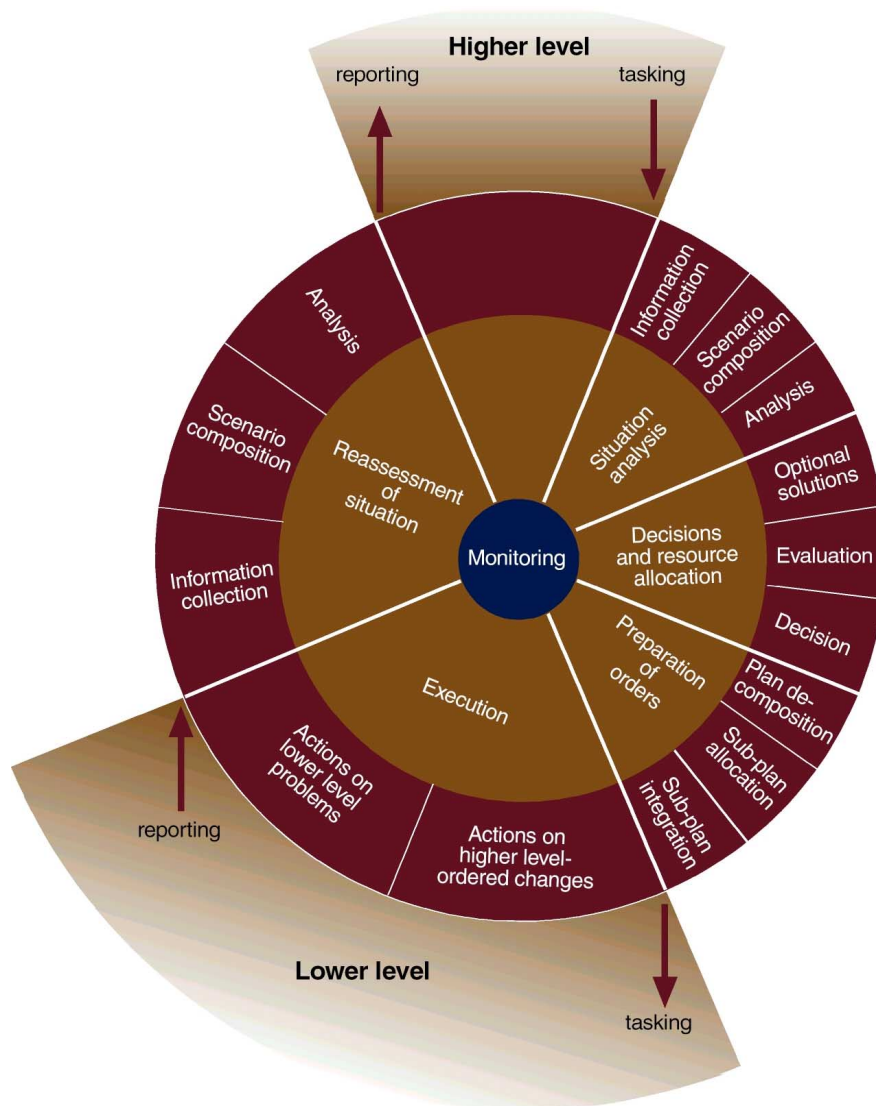 Higher level
reporting
tasking
Information
collection
Scenario
composition
Analysis
Situation
analysis
Optional
solutions
Evaluation
Decision
Decisions
and resource
allocation
Plan de-
composition
Sub-plan
allocation
Sub-plan
integration
Preparation
of
orders
Monitoring
Execution
Actions on
higher level-
ordered changes
Actions on
lower level
problems
Reassessment
of
situation
Information
collection
Scenario
composition
Analysis
reporting
Lower level
tasking